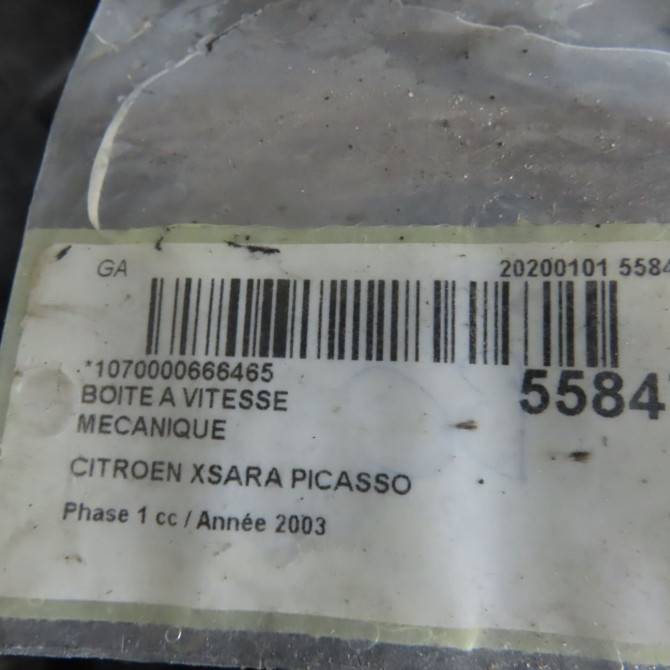 GA
20200101 5584
*1070000666465
BOITE A VITESSE
5584
MECANIQUE
CITROEN XSARA PICASSO
Phase 1 cc / Année 2003